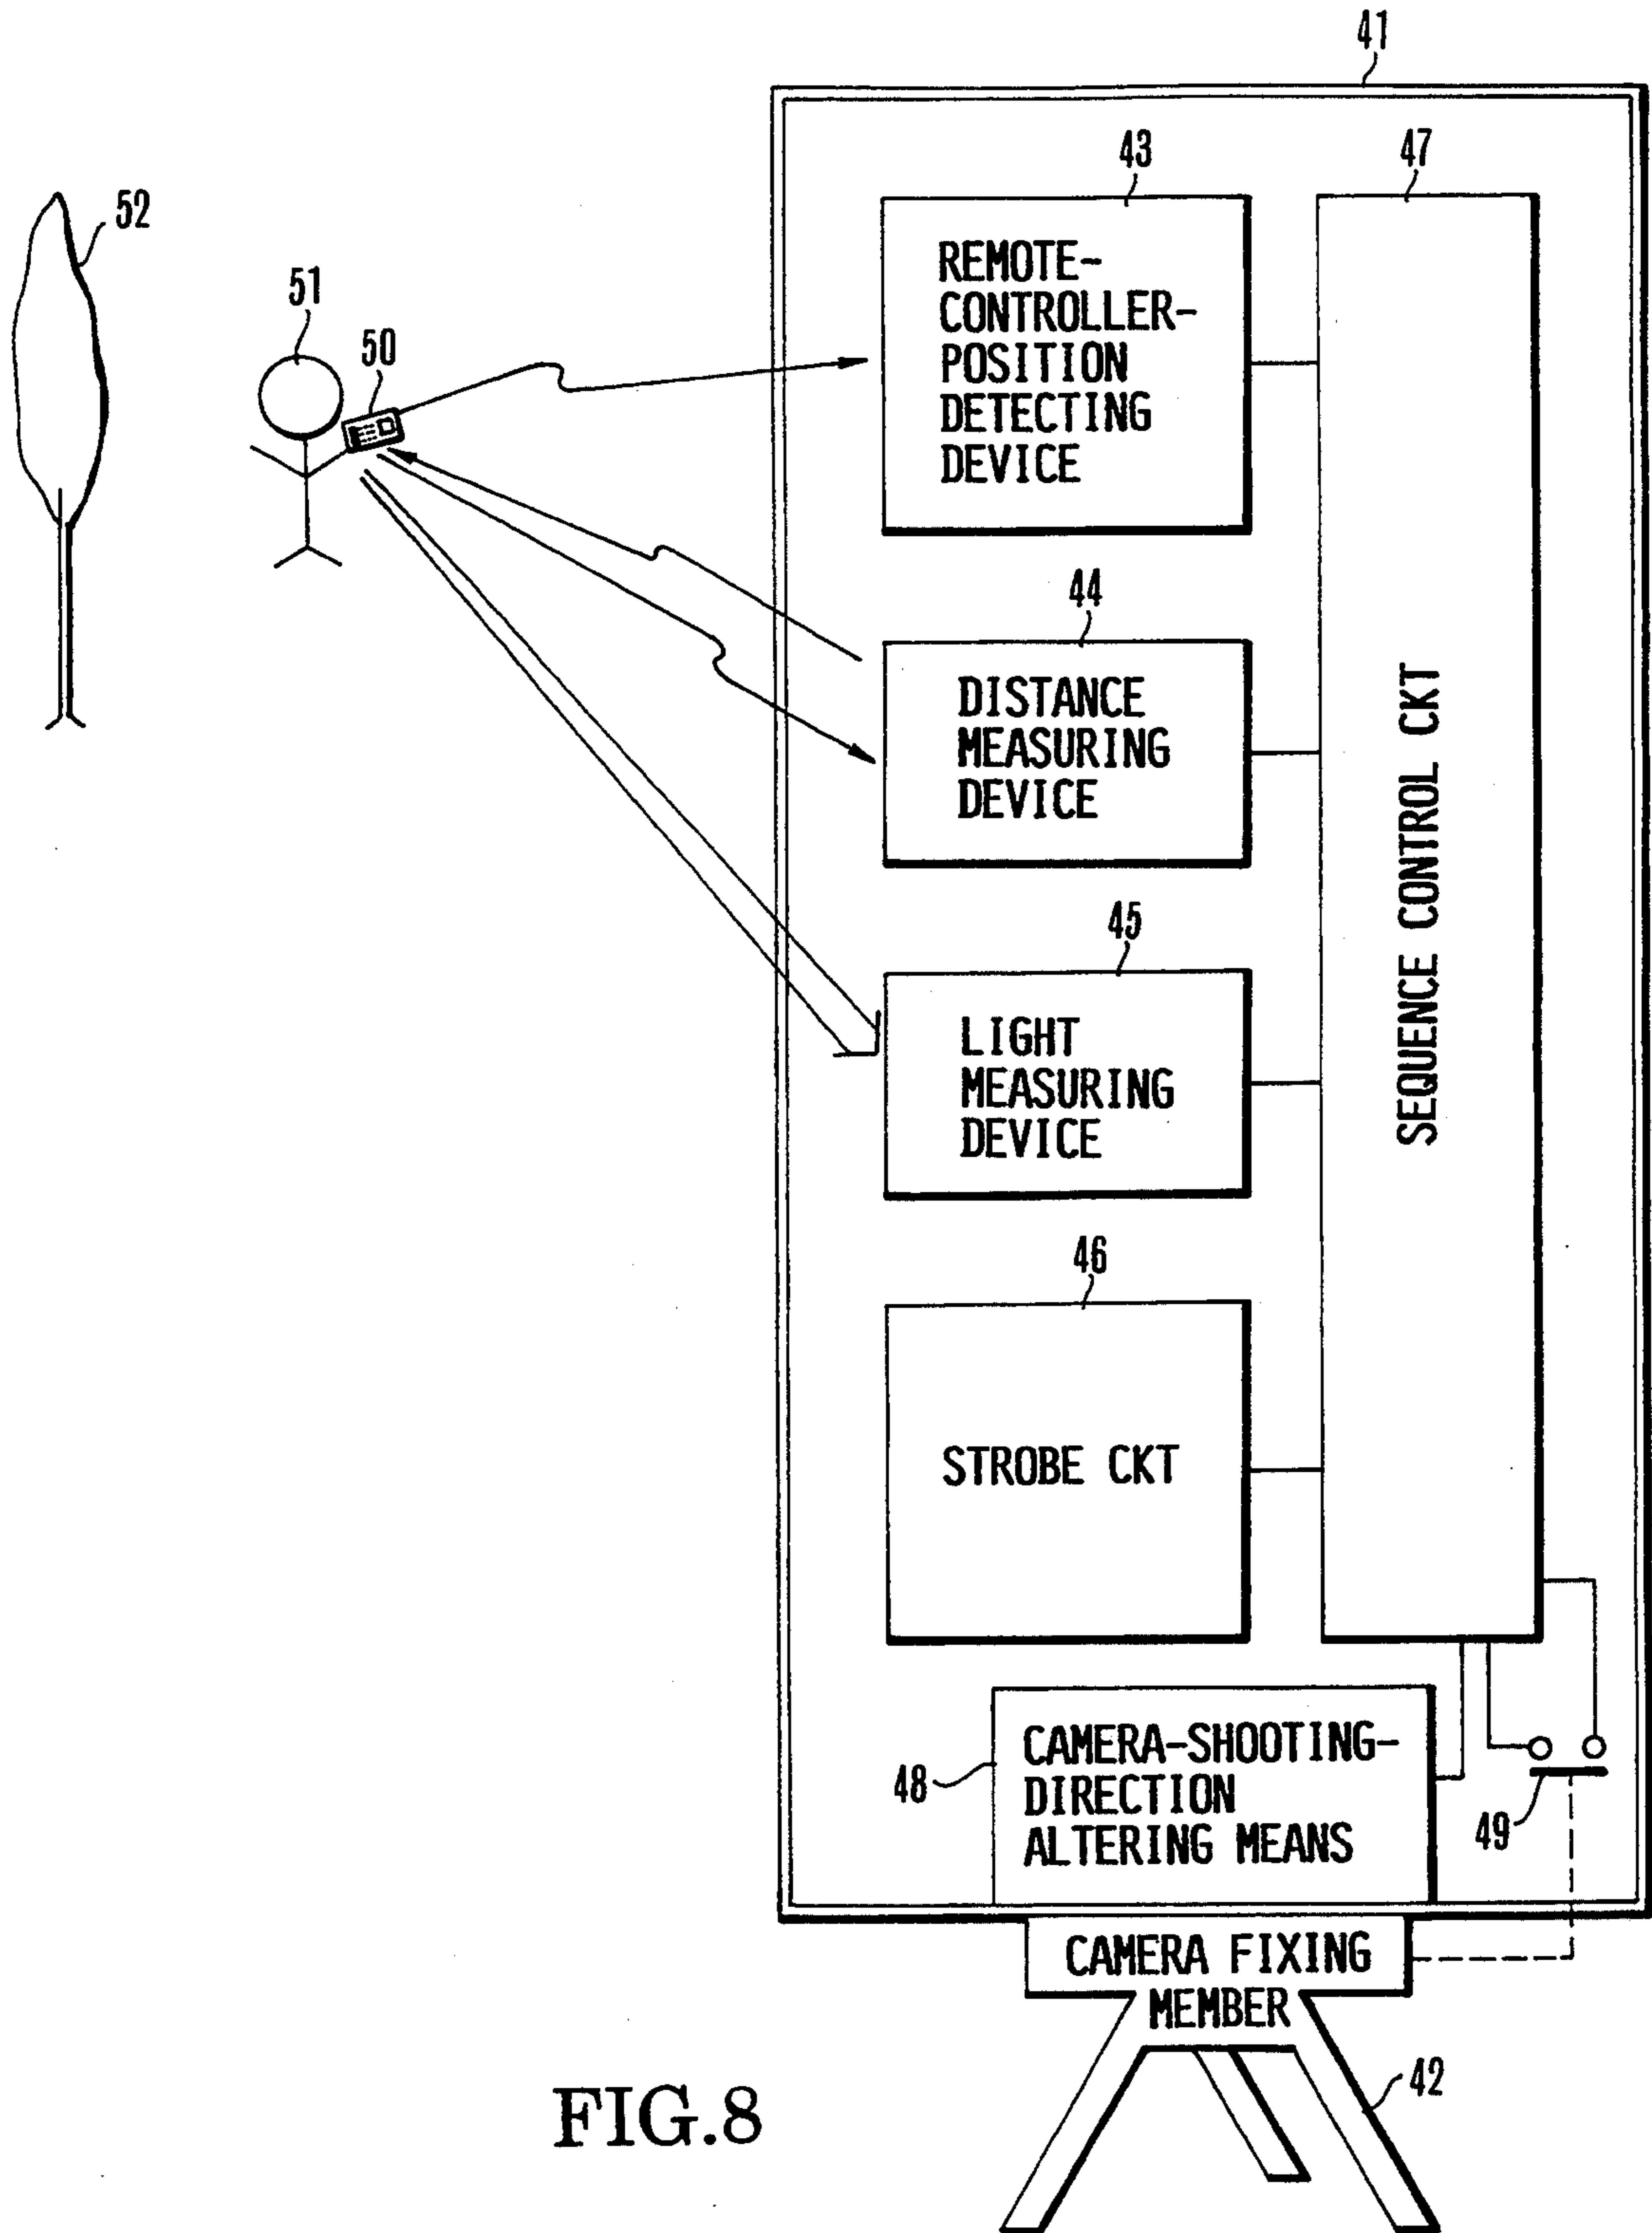 41
43
47
52
REMOTE-
CONTROLLER-
POSITION
DETECTING
DEVICE
51
50
44
DISTANCE
MEASURING
DEVICE
SEQUENCE CONTROL CKT
45
LIGHT
MEASURING
DEVICE
46
STROBE CKT
48
CAMERA-SHOOTING-
DIRECTION
ALTERING MEANS
49
CAMERA FIXING
MEMBER
42
FIG.8